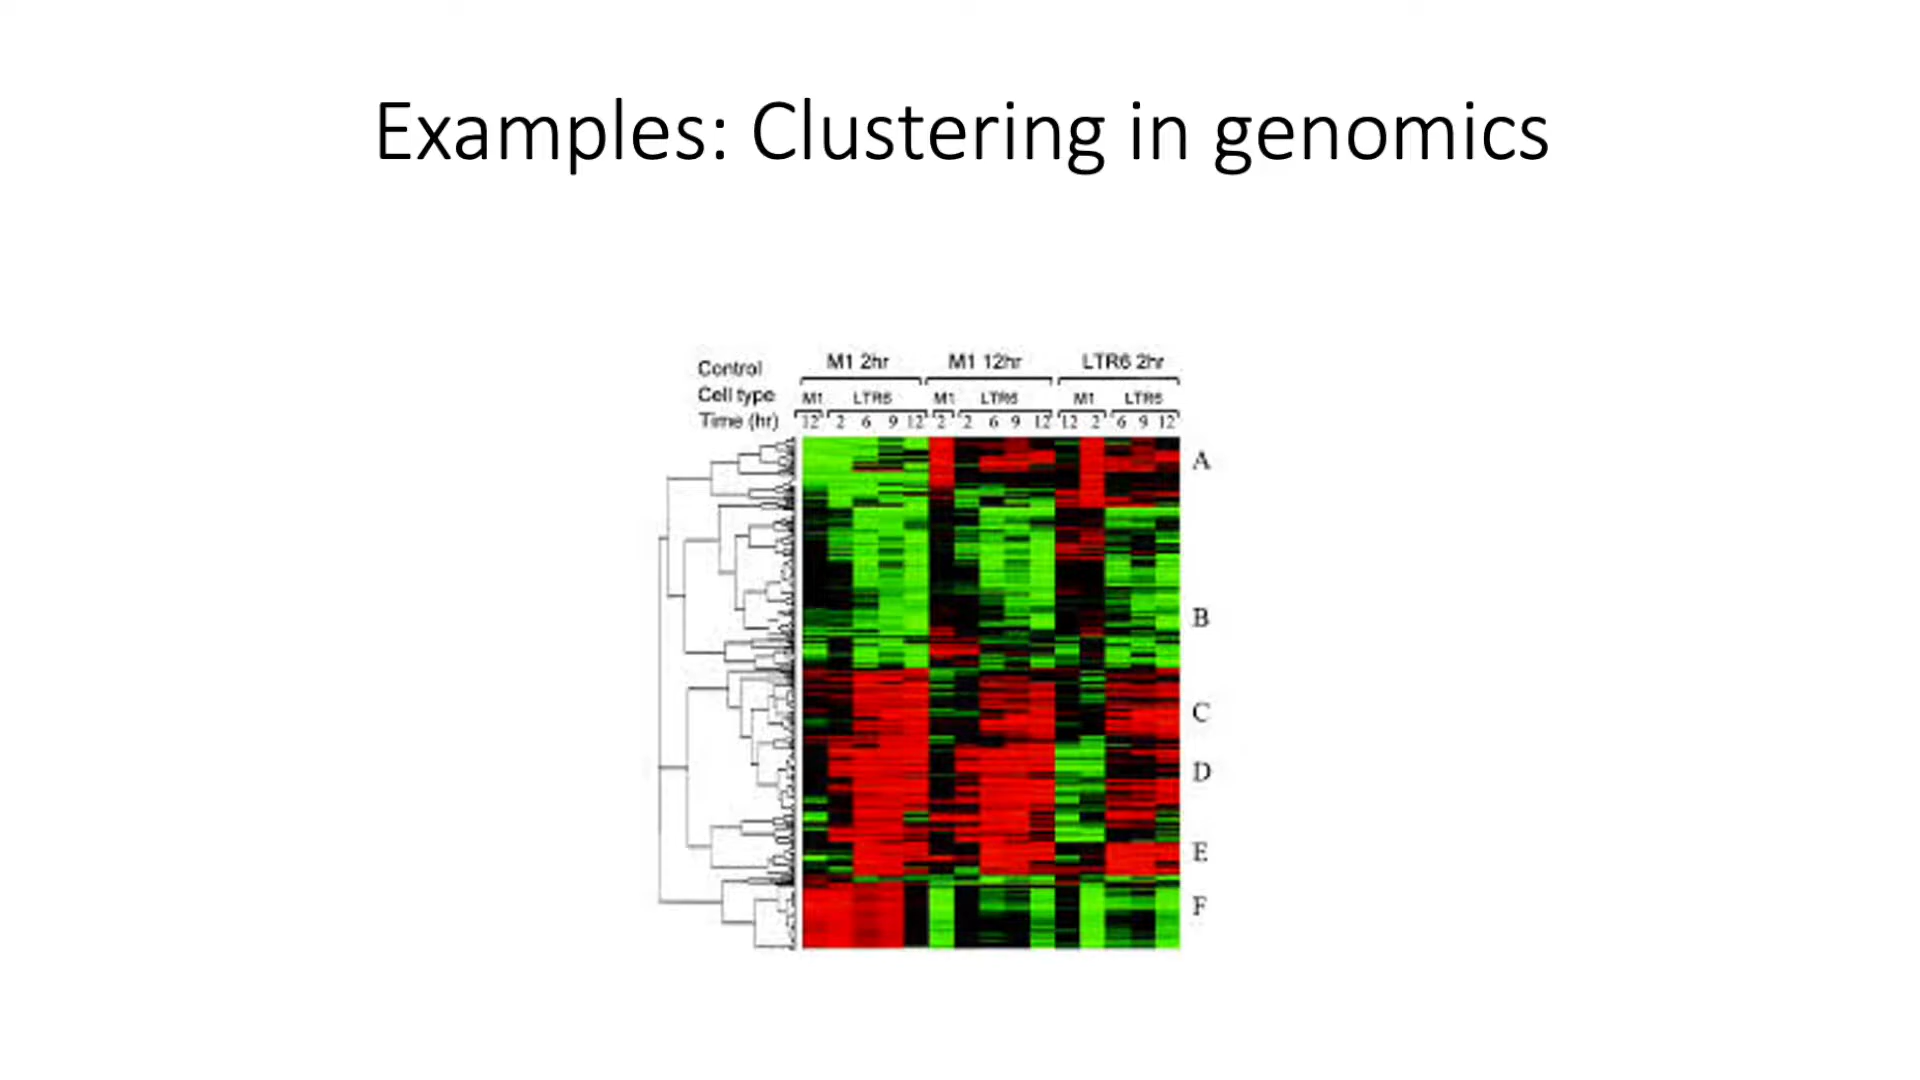 Examples: Clustering in genomics
Control M1 2hr M1 12hr LTR6 2hr
Cell type M1 LTR6 M1 LTR6 M1 LTR6
Time (hr) 12 2 6 9 12 2 2 6 9 12 12 2 6 9 12
A
B
C
D
E
F